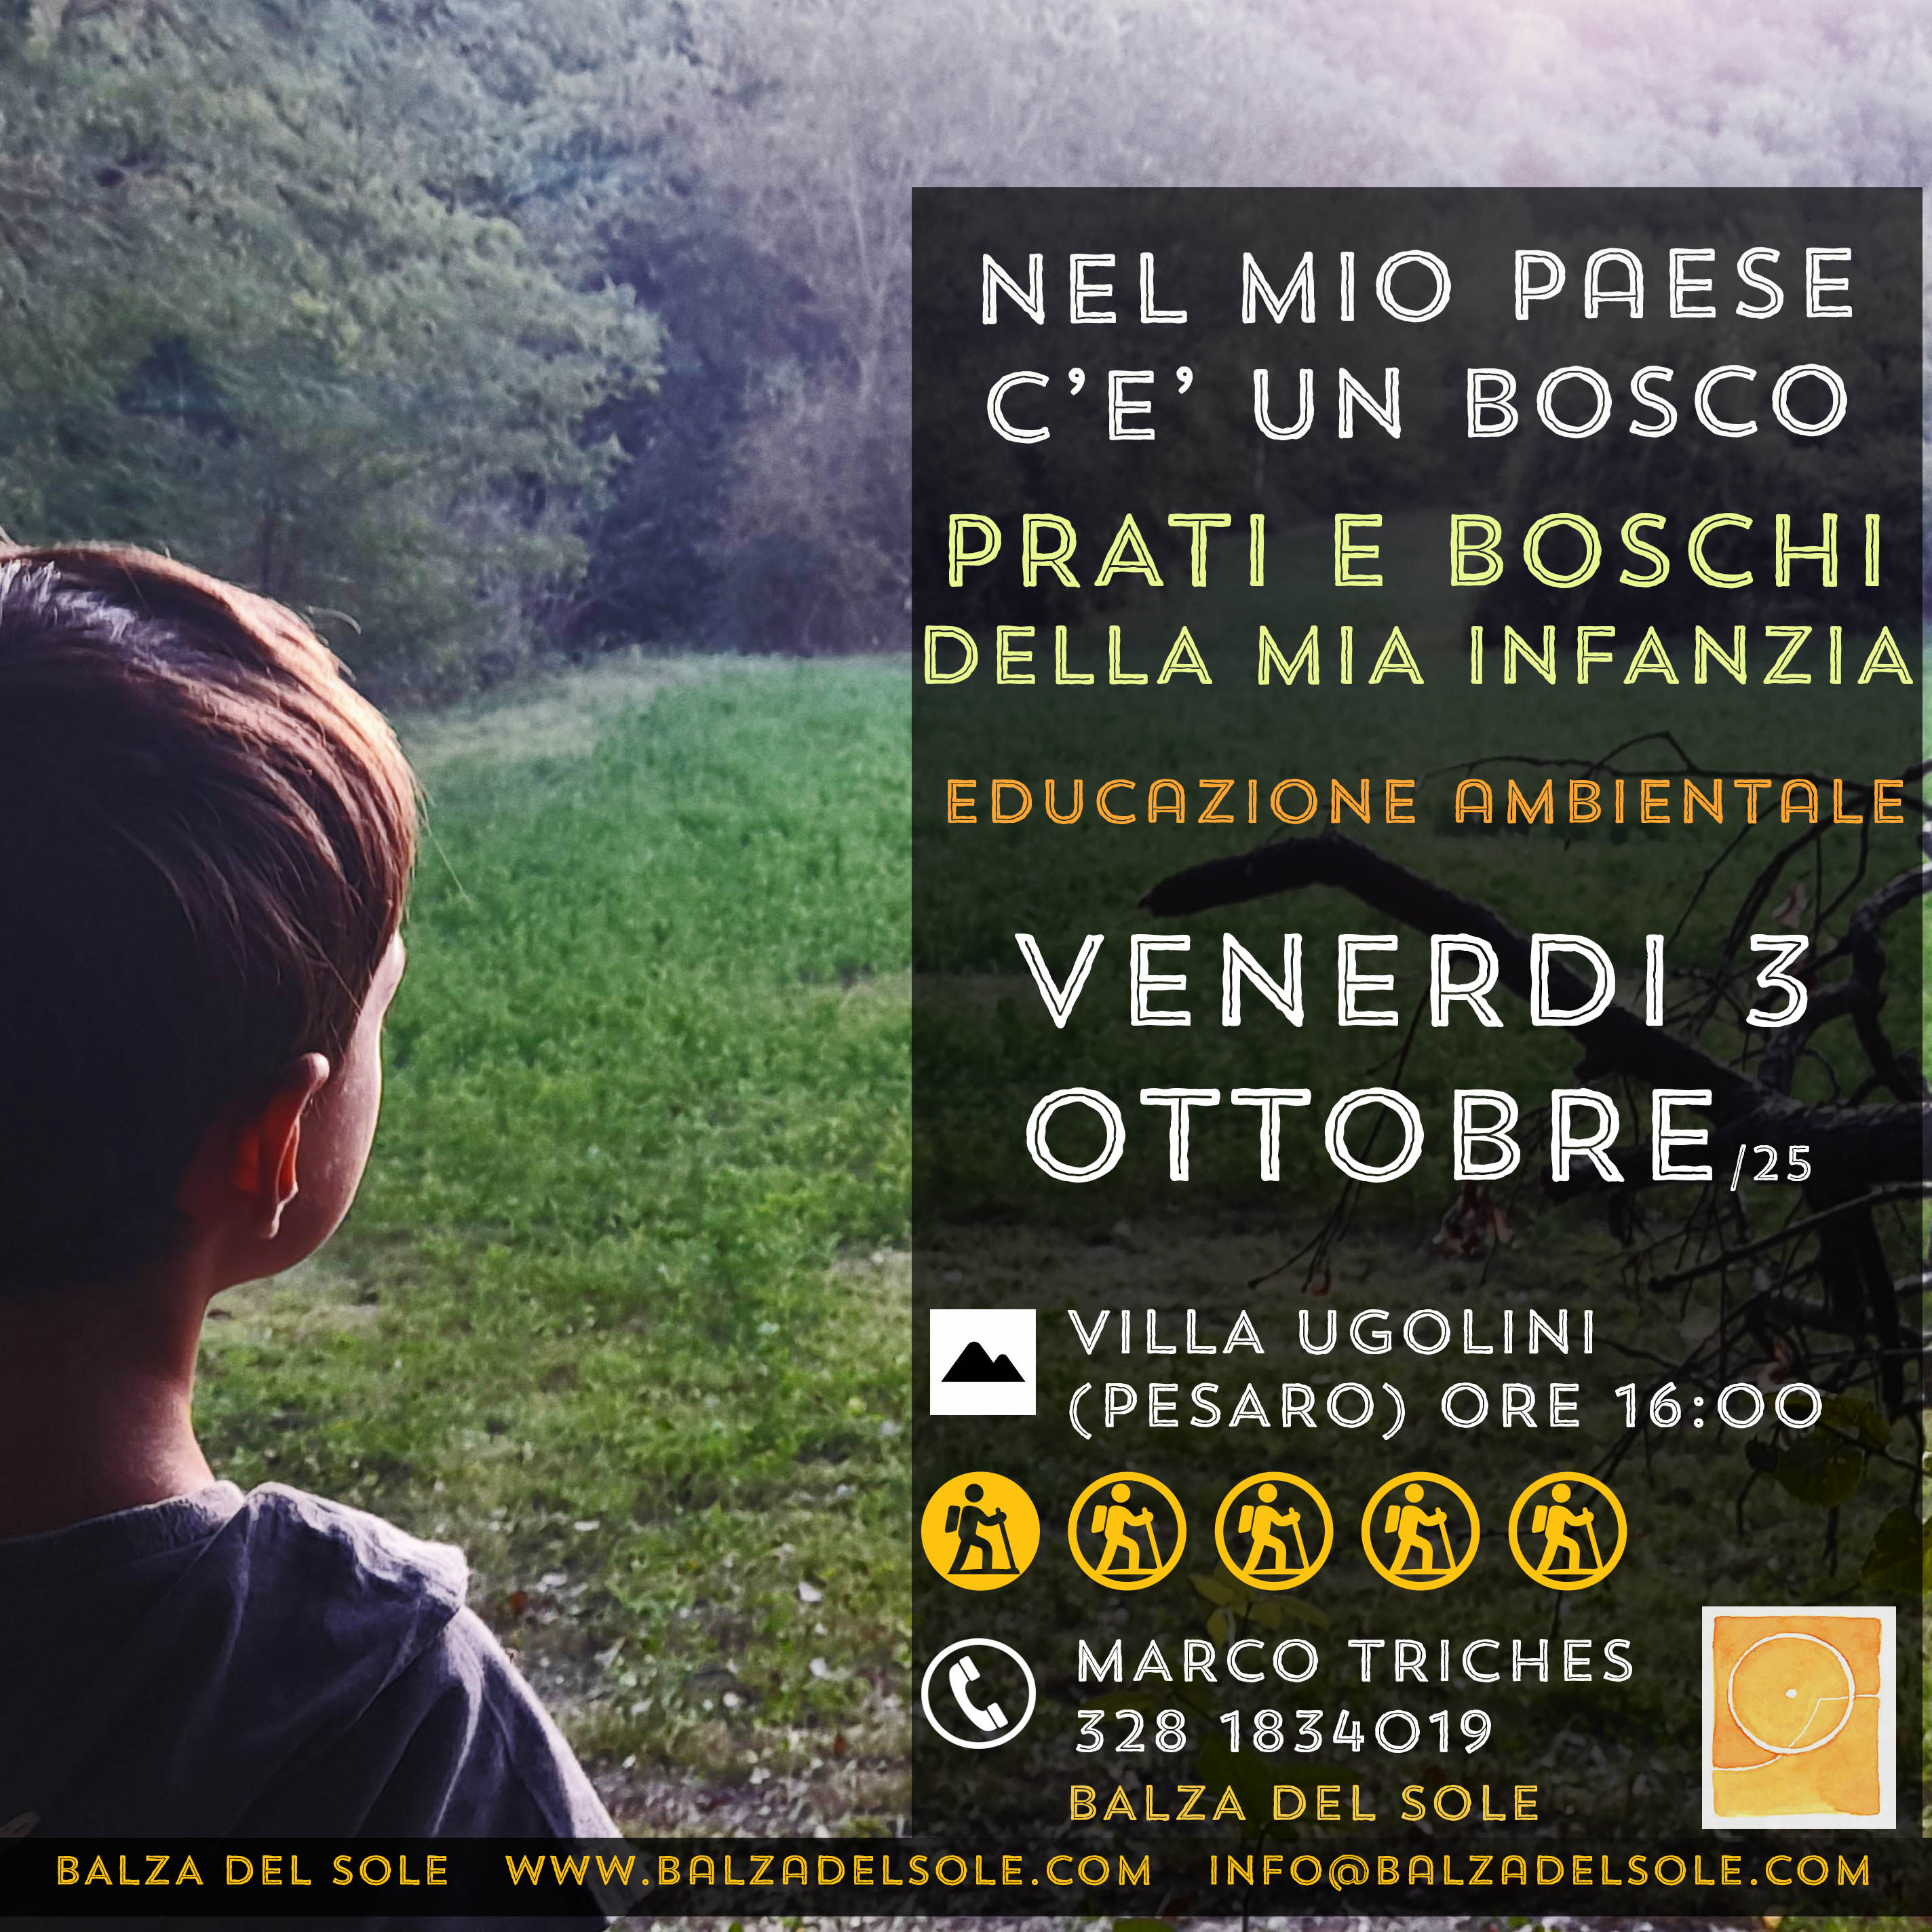 NEL MIO PAESE
C'E' UN BOSCO
PRATI E BOSCHI
DELLA MIA INFANZIA
EDUCAZIONE AMBIENTALE
VENERDI 3
OTTOBRE/25
VILLA UGOLINI
(PESARO) ORE 16:00
MARCO TRICHES
328 1834019
BALZA DEL SOLE
BALZA DEL SOLE WWW.BALZADELSOLE.COM INFO@BALZADELSOLE.COM